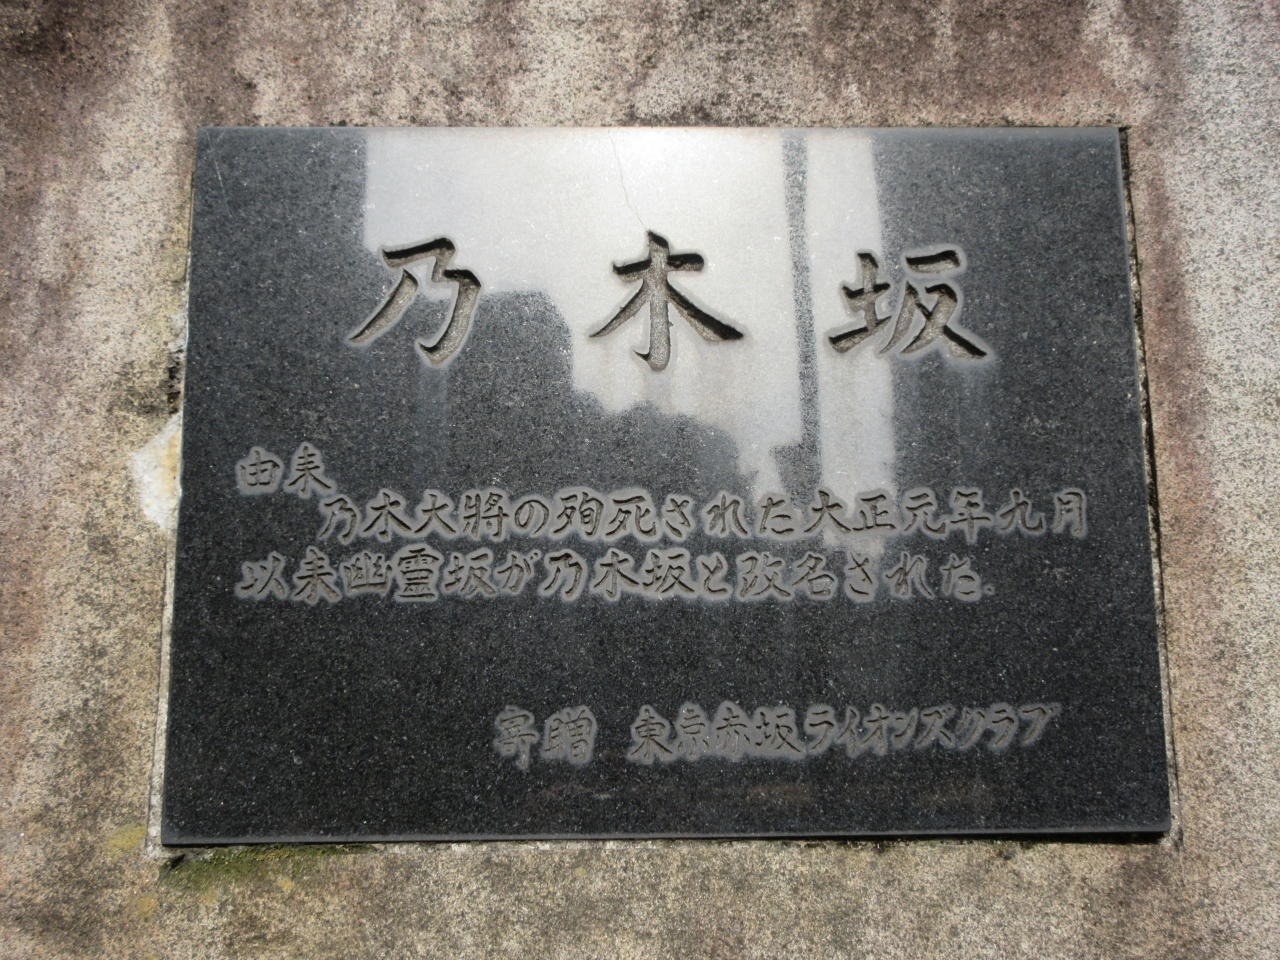 乃木坂
由来
乃木大將の殉死された大正元年九月
以来幽霊坂が乃木坂と改名された.
寄贈 東京赤坂ライオンズクラブ